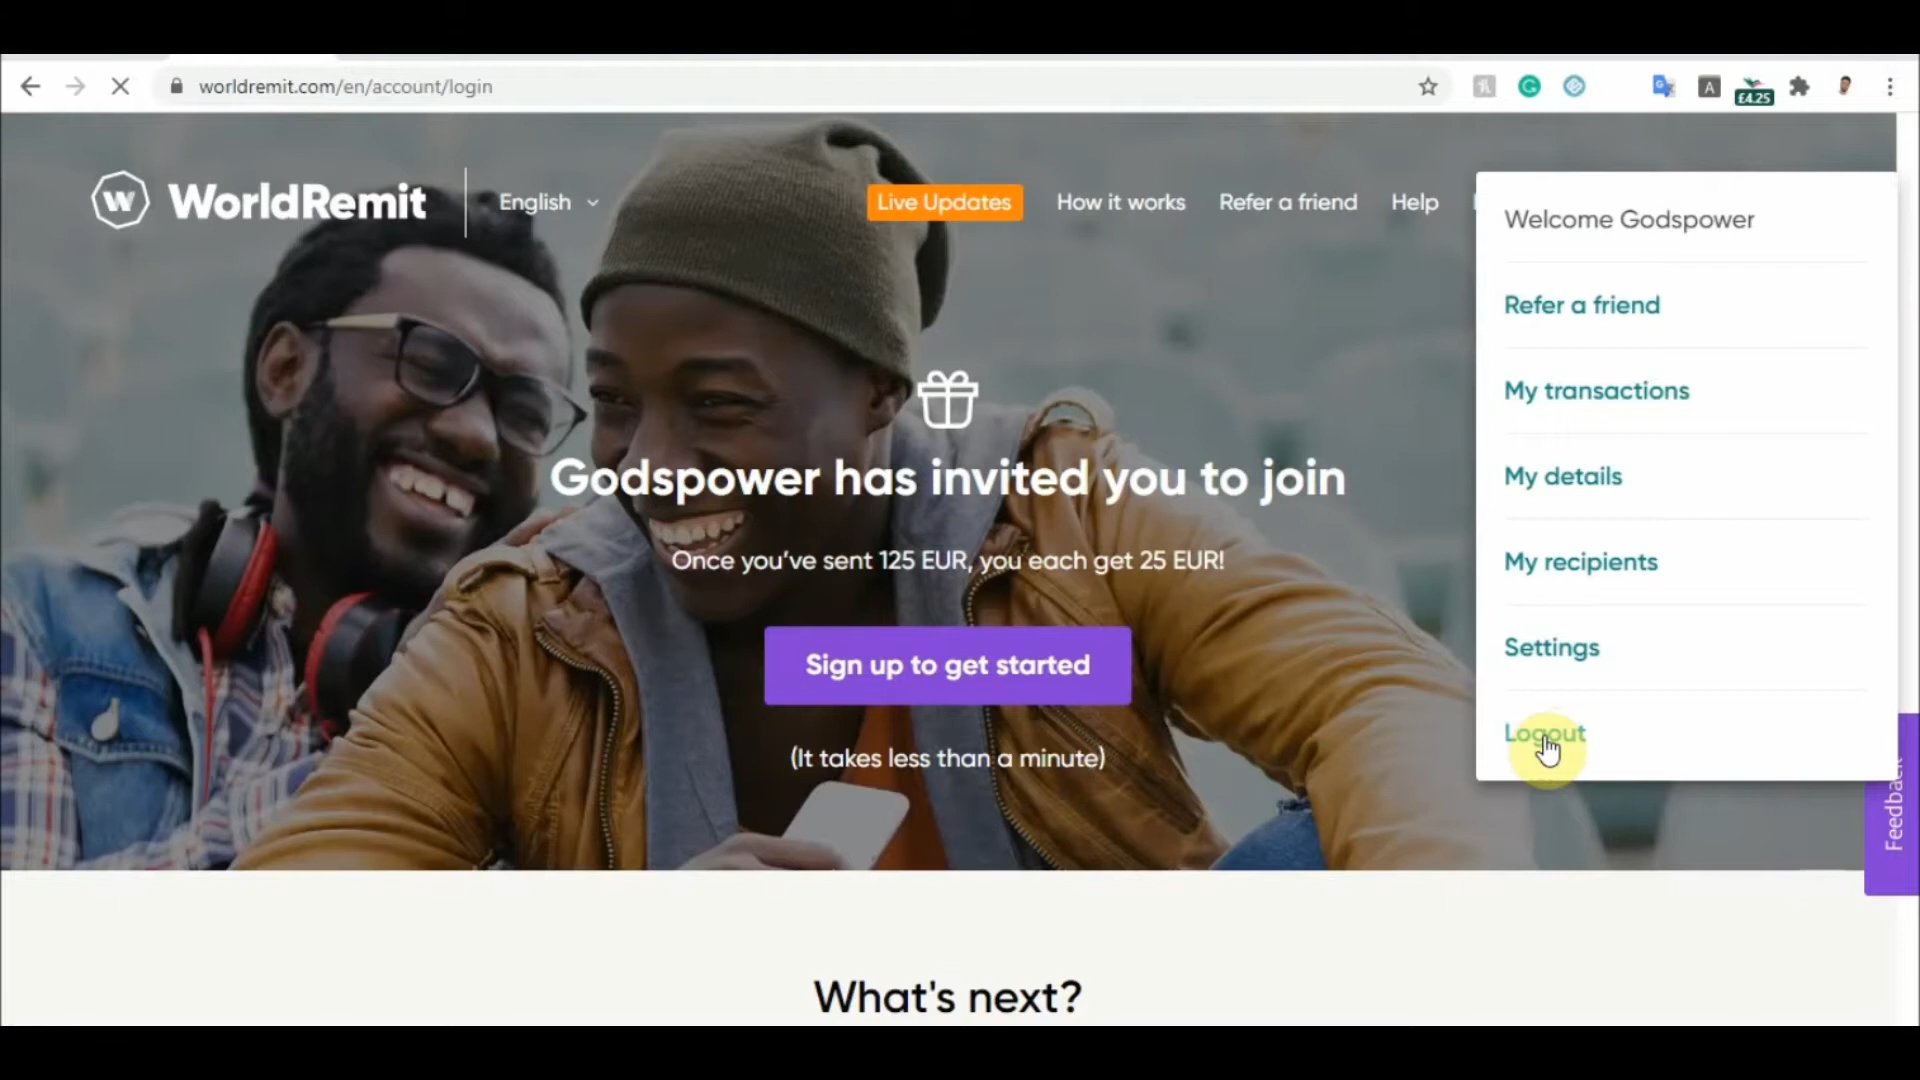 worldremit.com/en/account/login
A
£4.25
W WorldRemit
English
Live Updates
How it works
Refer a friend
Help
Welcome Godspower
Refer a friend
My transactions
My details
My recipients
Settings
Logout
Godspower has invited you to join
Once you've sent 125 EUR, you each get 25 EUR!
Sign up to get started
(It takes less than a minute)
Feedback
What's next?